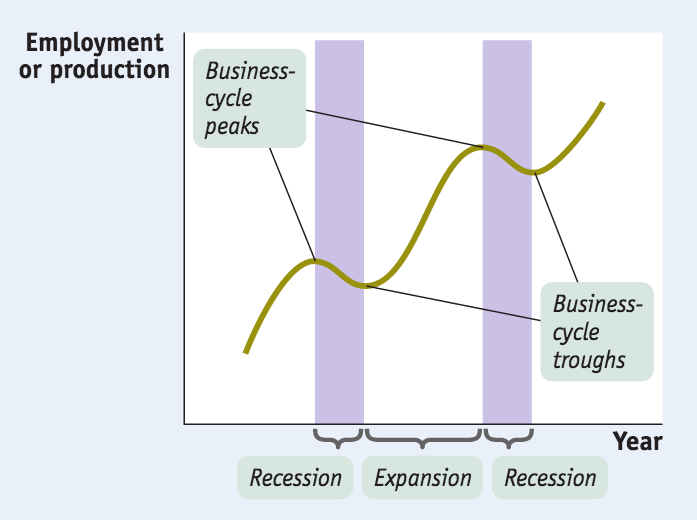 Employment
or production
Business-
cycle
peaks
Business-
cycle
troughs
Year
Recession
Expansion
Recession